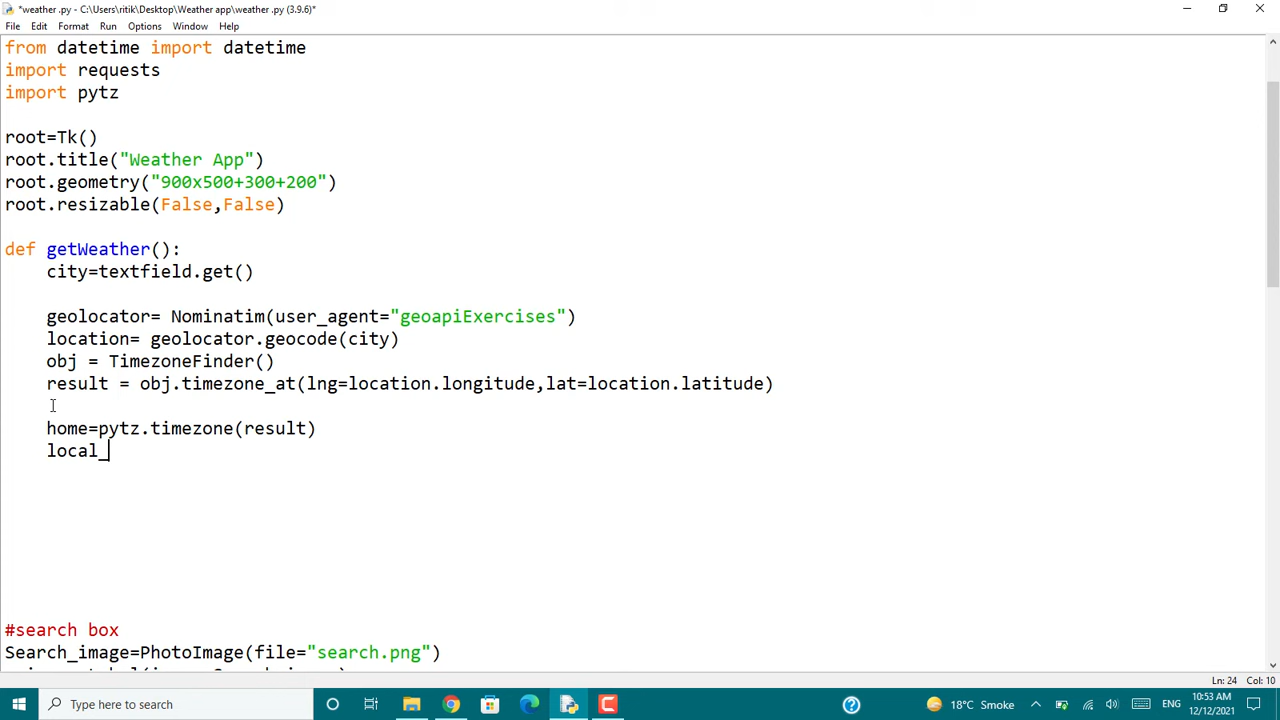 *weather .py - C:\Users\ritik\Desktop\Weather app\weather .py (3.9.6)*
File Edit Format Run Options Window Help
from datetime import datetime
import requests
import pytz
root=Tk()
root.title("Weather App")
root.geometry("900x500+300+200")
root.resizable(False,False)
def getWeather():
city=textfield.get()
geolocator= Nominatim(user_agent="geoapiExercises")
location= geolocator.geocode(city)
obj = TimezoneFinder()
result = obj.timezone_at(lng=location.longitude,lat=location.latitude)
home=pytz.timezone(result)
local_
#search box
Search_image=PhotoImage(file="search.png")
Ln: 24 Col: 10
Type here to search
18°C Smoke
ENG
10:53 AM
12/12/2021